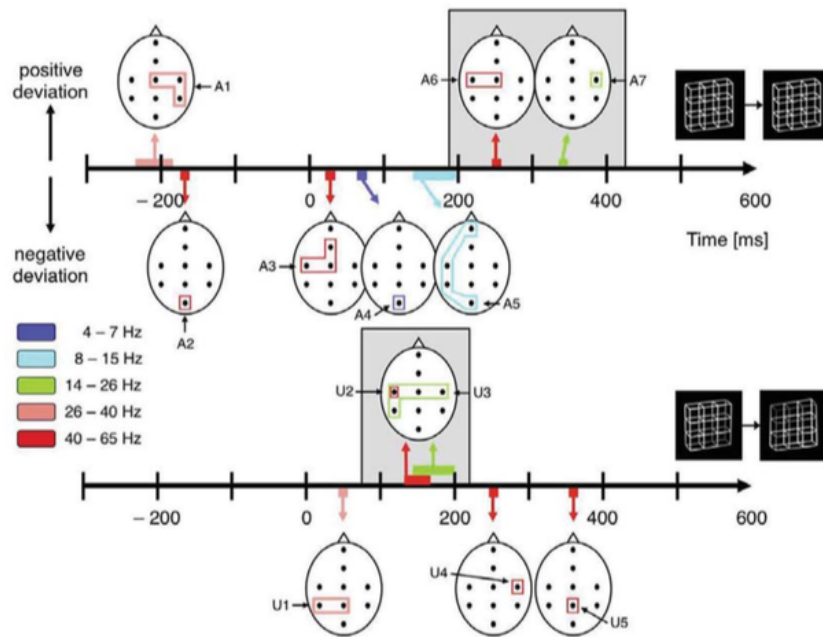 positive
deviation
A1
A6
A7
− 200
0
200
400
600
Time [ms]
negative
deviation
A3
A4
A5
A2
4 – 7 Hz
8 – 15 Hz
14 – 26 Hz
26 – 40 Hz
40 – 65 Hz
U2
U3
− 200
0
200
400
600
U4
U1
U5